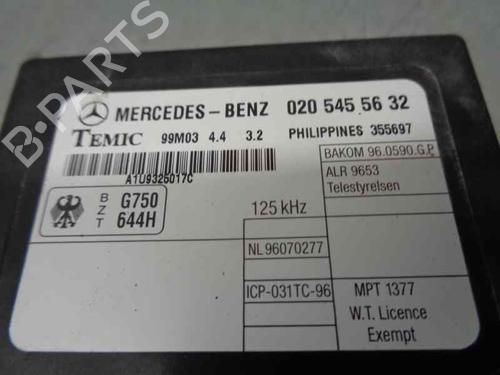 B-PARTS
MERCEDES-BENZ 020 545 56 32
TEMIC 99M03 4.4 3.2 PHILIPPINES 355697
A1U9325017C
BAKOM 96.0590.G.P
ALR 9653
Telestyrelsen
BZT G750 644H
125 kHz
NL96070277
ICP-031TC-96
MPT 1377
W.T. Licence
Exempt